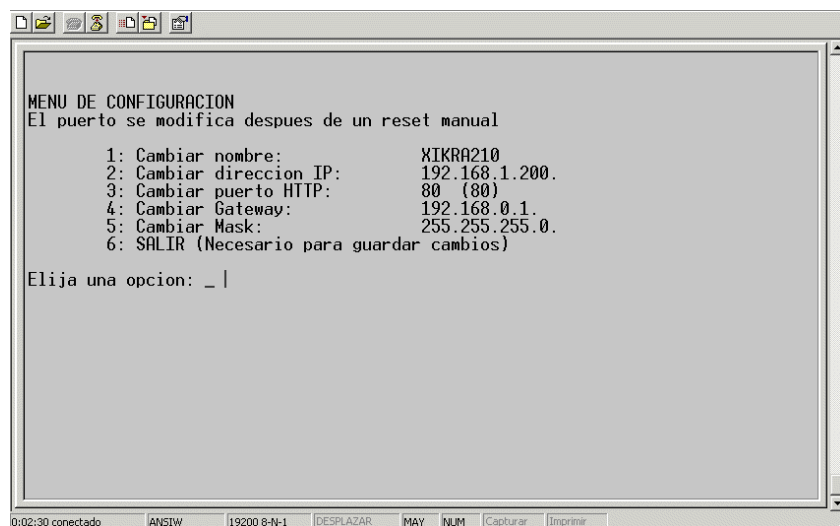 MENU DE CONFIGURACION
El puerto se modifica despues de un reset manual
1: Cambiar nombre: XIKRA210
2: Cambiar direccion IP: 192.168.1.200.
3: Cambiar puerto HTTP: 80 (80)
4: Cambiar Gateway: 192.168.0.1.
5: Cambiar Mask: 255.255.255.0.
6: SALIR (Necesario para guardar cambios)
Elija una opcion: _
0:02:30 conectado ANSIW 19200 8-N-1 DESPLAZAR MAY NUM Capturar Imprimir